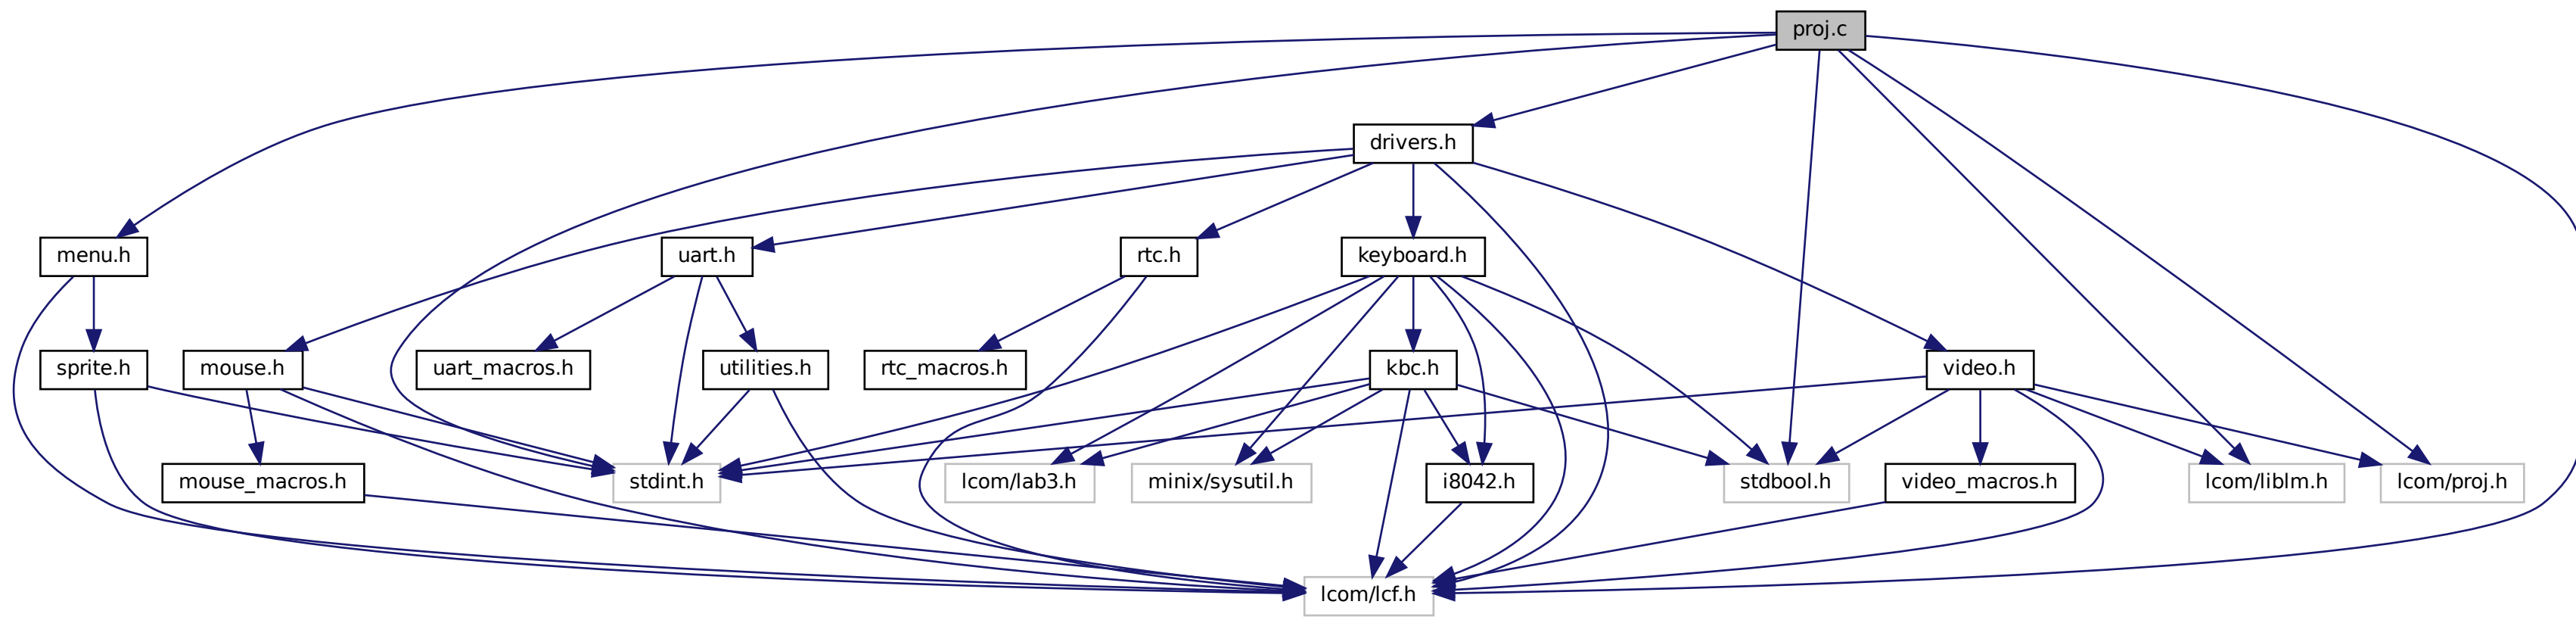 proj.c
drivers.h
menu.h
uart.h
rtc.h
keyboard.h
sprite.h
mouse.h
uart_macros.h
utilities.h
rtc_macros.h
kbc.h
video.h
mouse_macros.h
stdint.h
lcom/lab3.h
minix/sysutil.h
i8042.h
stdbool.h
video_macros.h
lcom/liblm.h
lcom/proj.h
lcom/lcf.h